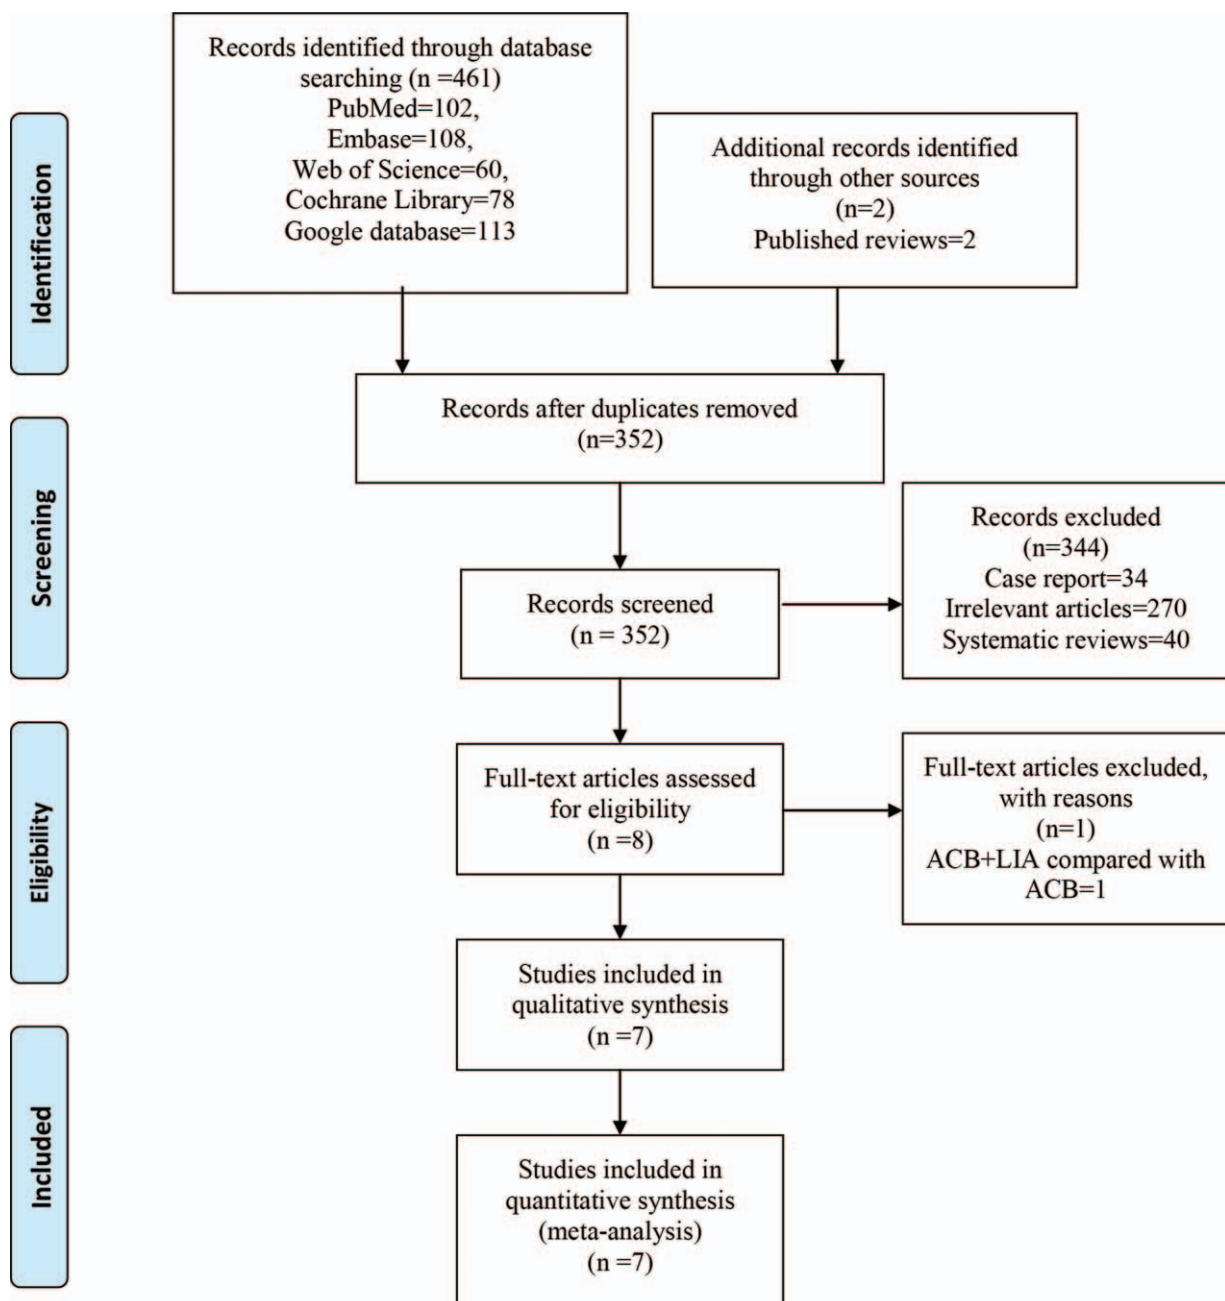 Records identified through database
searching (n =461)
PubMed=102,
Embase=108,
Web of Science=60,
Cochrane Library=78
Google database=113
Additional records identified
through other sources
(n=2)
Published reviews=2
Identification
Records after duplicates removed
(n=352)
Screening
Records screened
(n = 352)
Records excluded
(n=344)
Case report=34
Irrelevant articles=270
Systematic reviews=40
Eligibility
Full-text articles assessed
for eligibility
(n =8)
Full-text articles excluded,
with reasons
(n=1)
ACB+LIA compared with
ACB=1
Studies included in
qualitative synthesis
(n =7)
Included
Studies included in
quantitative synthesis
(meta-analysis)
(n =7)